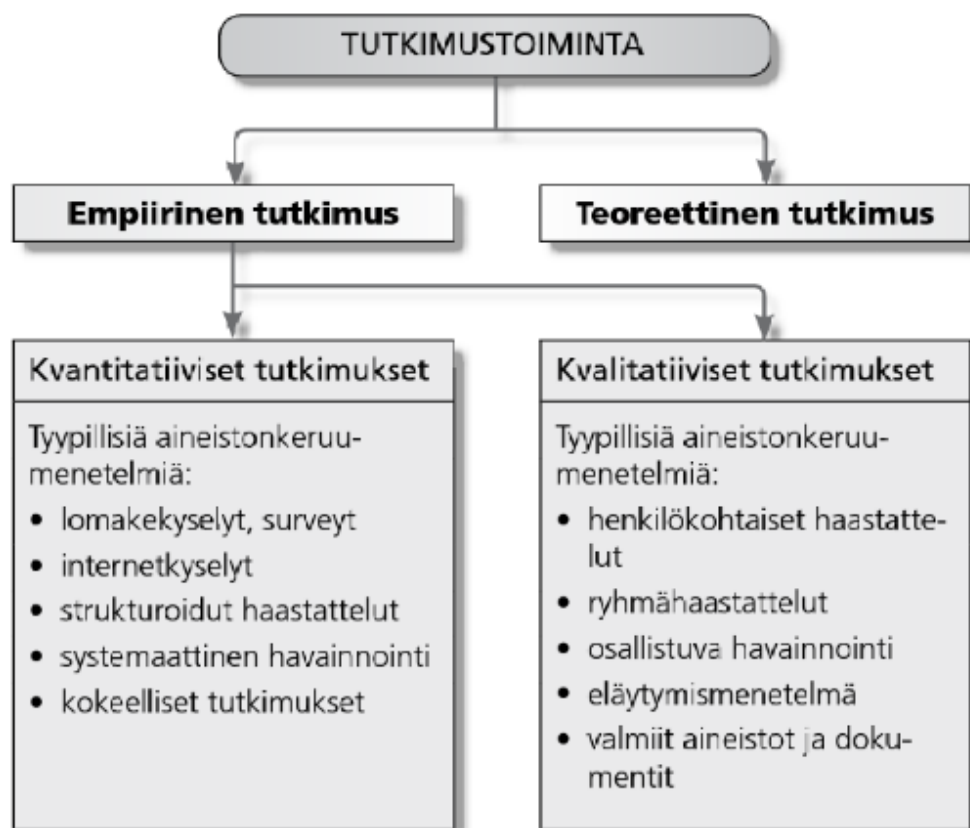 TUTKIMUSTOIMINTA
Empiirinen tutkimus
Teoreettinen tutkimus
Kvantitatiiviset tutkimukset
Tyypillisiä aineistonkeruu-
menetelmiä:
• lomakekyselyt, surveyt
• internetkyselyt
• strukturoidut haastattelut
• systemaattinen havainnointi
• kokeelliset tutkimukset
Kvalitatiiviset tutkimukset
Tyypillisiä aineistonkeruu-
menetelmiä:
• henkilökohtaiset haastatte-
lut
• ryhmähaastattelut
• osallistuva havainnointi
• eläytymismenetelmä
• valmiit aineistot ja doku-
mentit